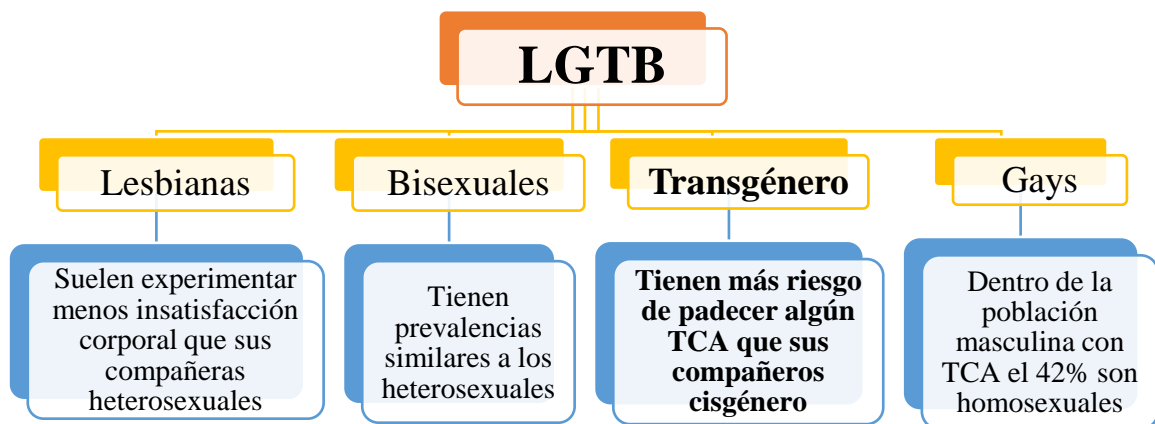 LGTB
Lesbianas
Bisexuales
Transgénero
Gays
Suelen experimentar
menos insatisfacción
corporal que sus
compañeras
heterosexuales
Tienen
prevalencias
similares a los
heterosexuales
Tienen más riesgo
de padecer algún
TCA que sus
compañeros
cisgénero
Dentro de la
población
masculina con
TCA el 42% son
homosexuales